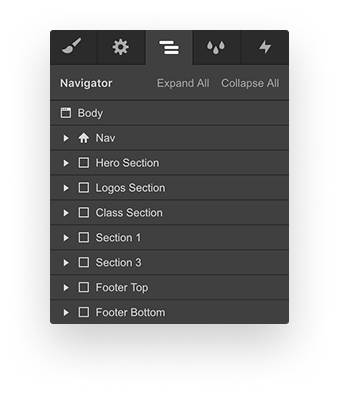 Navigator Expand All Collapse All
Body
Nav
Hero Section
Logos Section
Class Section
Section 1
Section 3
Footer Top
Footer Bottom